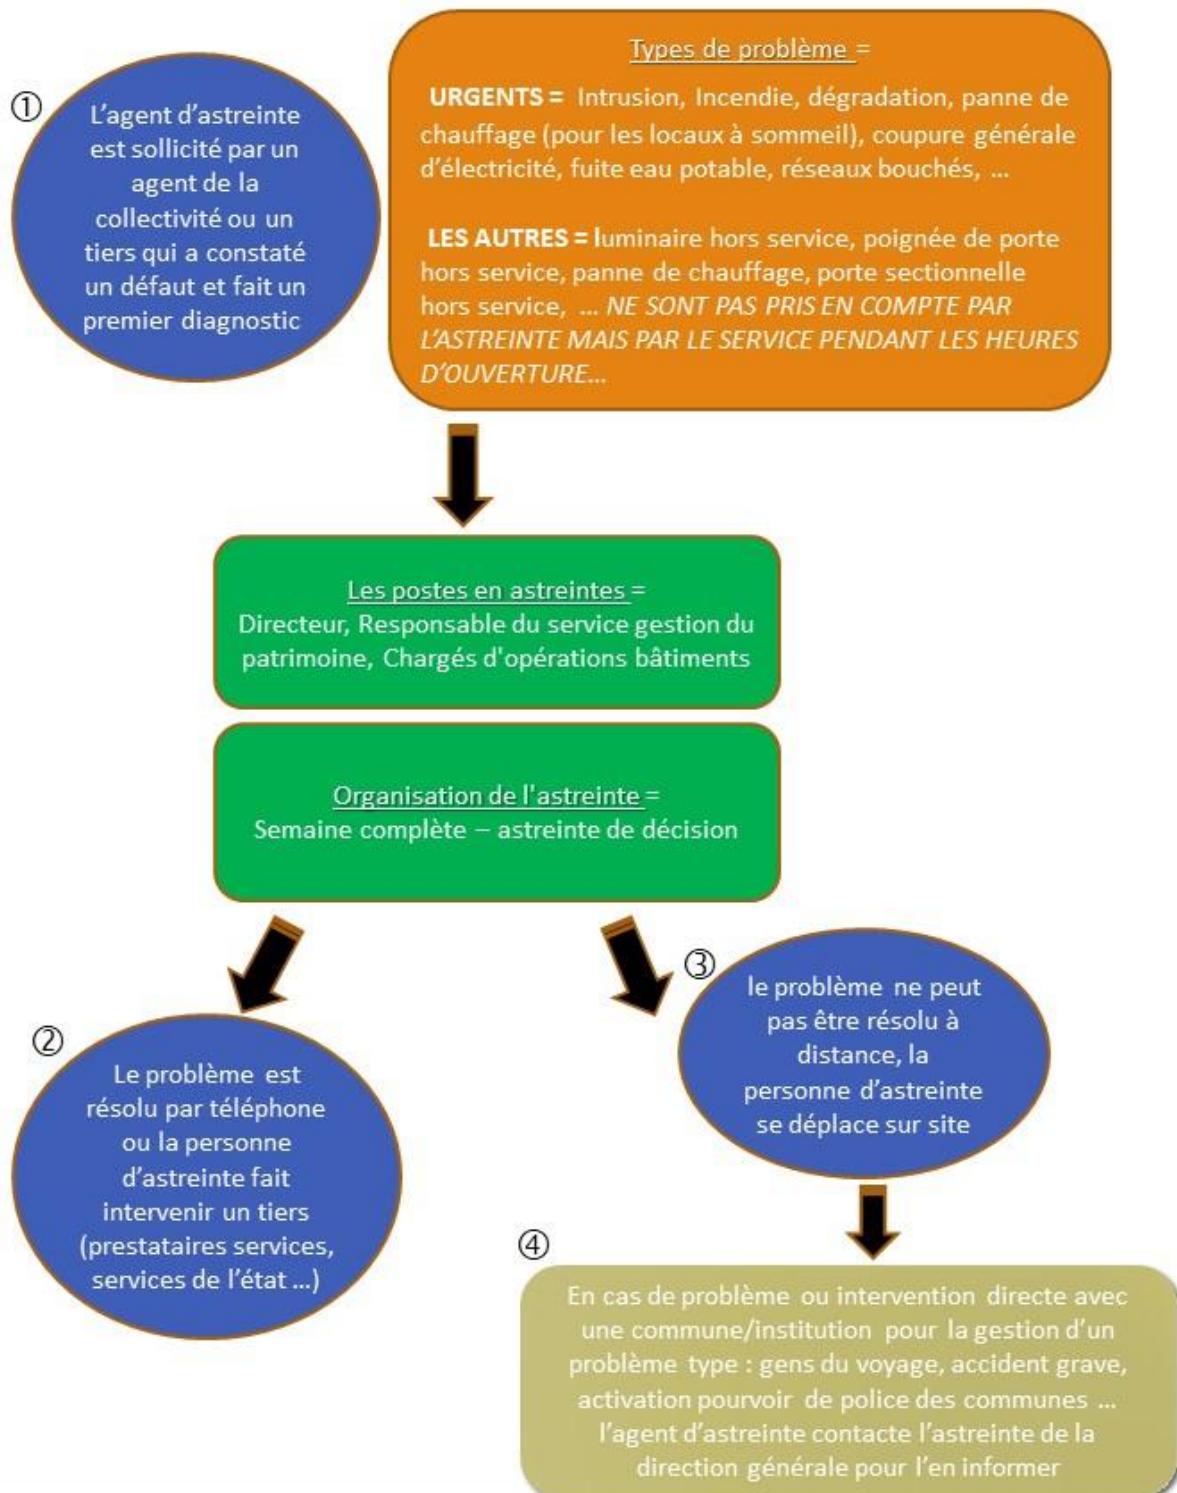 ①
L'agent d'astreinte
est sollicité par un
agent de la
collectivité ou un
tiers qui a constaté
un défaut et fait un
premier diagnostic
Types de problème =
URGENTS = Intrusion, Incendie, dégradation, panne de
chauffage (pour les locaux à sommeil), coupure générale
d'électricité, fuite eau potable, réseaux bouchés, ...
LES AUTRES = luminaire hors service, poignée de porte
hors service, panne de chauffage, porte sectionnelle
hors service, ... NE SONT PAS PRIS EN COMPTE PAR
L'ASTREINTE MAIS PAR LE SERVICE PENDANT LES HEURES
D'OUVERTURE...
Les postes en astreintes =
Directeur, Responsable du service gestion du
patrimoine, Chargés d'opérations bâtiments
Organisation de l'astreinte =
Semaine complète – astreinte de décision
②
Le problème est
résolu par téléphone
ou la personne
d'astreinte fait
intervenir un tiers
(prestataires services,
services de l'état ...)
③
le problème ne peut
pas être résolu à
distance, la
personne d'astreinte
se déplace sur site
④
En cas de problème ou intervention directe avec
une commune/institution pour la gestion d'un
problème type : gens du voyage, accident grave,
activation pourvoir de police des communes ...
l'agent d'astreinte contacte l'astreinte de la
direction générale pour l'en informer